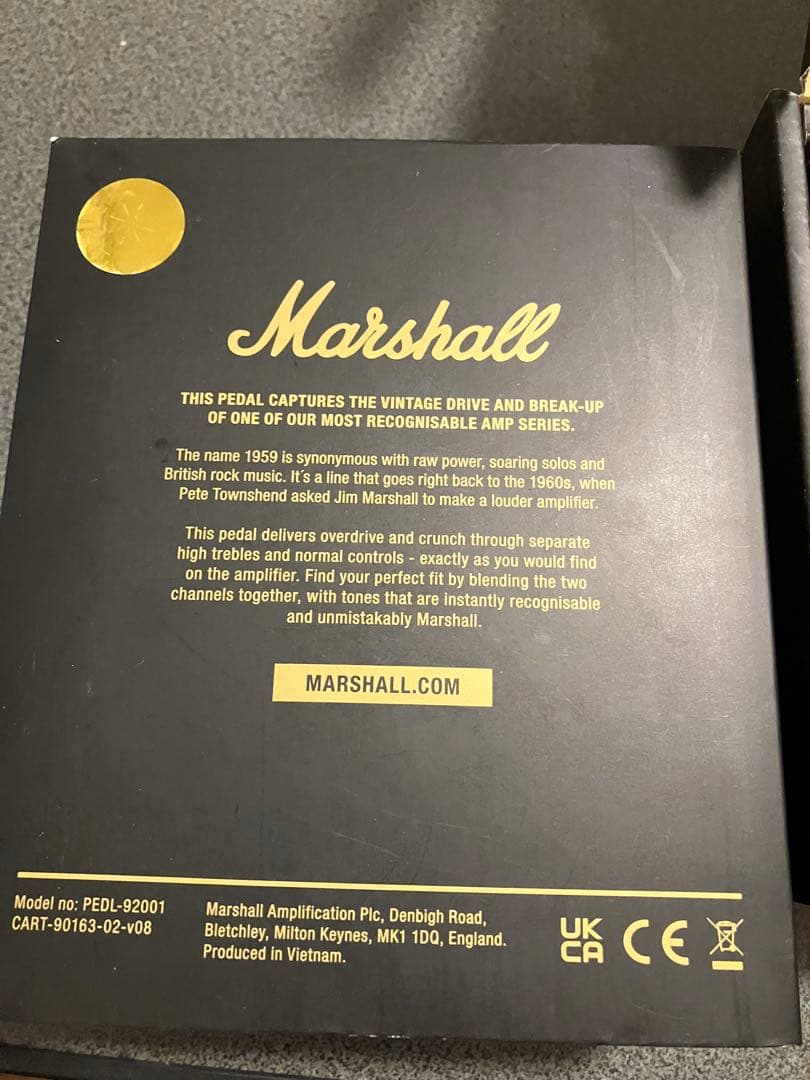 Marshall
THIS PEDAL CAPTURES THE VINTAGE DRIVE AND BREAK-UP
OF ONE OF OUR MOST RECOGNISABLE AMP SERIES.
The name 1959 is synonymous with raw power, soaring solos and
British rock music. It´s a line that goes right back to the 1960s, when
Pete Townshend asked Jim Marshall to make a louder amplifier.
This pedal delivers overdrive and crunch through separate
high trebles and normal controls - exactly as you would find
on the amplifier. Find your perfect fit by blending the two
channels together, with tones that are instantly recognisable
and unmistakably Marshall.
MARSHALL.COM
Model no: PEDL-92001
CART-90163-02-v08
Marshall Amplification Plc, Denbigh Road,
Bletchley, Milton Keynes, MK1 1DQ, England.
Produced in Vietnam.
UK
CA
CE